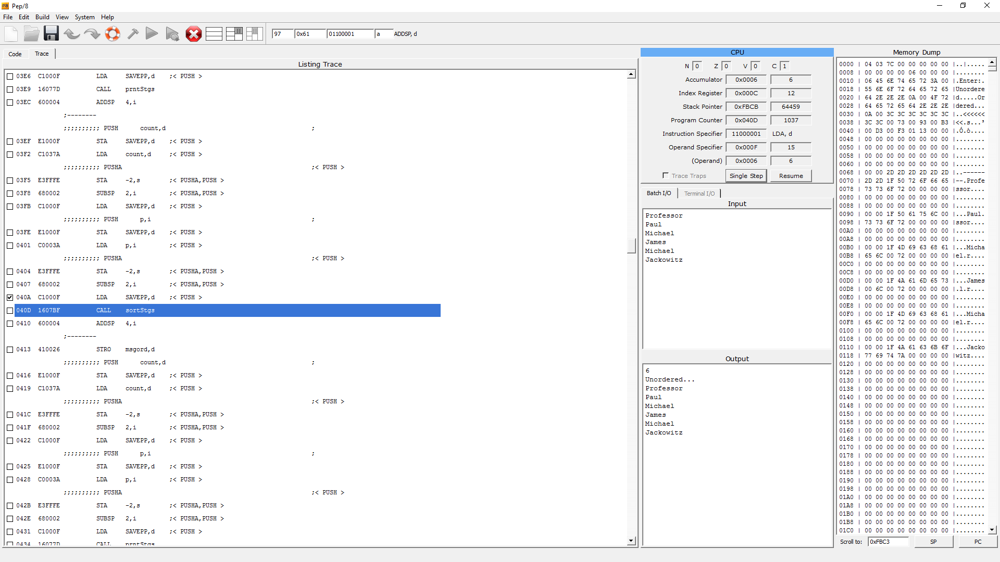 Pep/8
File Edit Build View System Help
97 0x61 01100001 a ADDSP, d
Code Trace
Listing Trace
03E6 C1000F LDA SAVEPP,d ;< PUSH >
03E9 16077D CALL prntStgs
03EC 600004 ADDSP 4,i
;--------
;;;;;;;;;; PUSH count,d ;
03EF E1000F STA SAVEPP,d ;< PUSH >
03F2 C1037A LDA count,d ;< PUSH >
;;;;;;;;;; PUSHA ;< PUSH >
03F5 E3FFFE STA -2,s ;< PUSHA,PUSH >
03F8 680002 SUBSP 2,i ;< PUSHA,PUSH >
03FB C1000F LDA SAVEPP,d ;< PUSH >
;;;;;;;;;; PUSH p,i ;
03FE E1000F STA SAVEPP,d ;< PUSH >
0401 C0003A LDA p,i ;< PUSH >
;;;;;;;;;; PUSHA ;< PUSH >
0404 E3FFFE STA -2,s ;< PUSHA,PUSH >
0407 680002 SUBSP 2,i ;< PUSHA,PUSH >
040A C1000F LDA SAVEPP,d ;< PUSH >
040D 1607BF CALL sortStgs
0410 600004 ADDSP 4,i
;--------
0413 410026 STRO msgord,d
;;;;;;;;;; PUSH count,d ;
0416 E1000F STA SAVEPP,d ;< PUSH >
0419 C1037A LDA count,d ;< PUSH >
;;;;;;;;;; PUSHA ;< PUSH >
041C E3FFFE STA -2,s ;< PUSHA,PUSH >
041F 680002 SUBSP 2,i ;< PUSHA,PUSH >
0422 C1000F LDA SAVEPP,d ;< PUSH >
;;;;;;;;;; PUSH p,i ;
0425 E1000F STA SAVEPP,d ;< PUSH >
0428 C0003A LDA p,i ;< PUSH >
;;;;;;;;;; PUSHA ;< PUSH >
042B E3FFFE STA -2,s ;< PUSHA,PUSH >
042E 680002 SUBSP 2,i ;< PUSHA,PUSH >
0431 C1000F LDA SAVEPP,d ;< PUSH >
0434 16077D CALL prntStgs
CPU
N 0 Z 0 V 0 C 1
Accumulator 0x0006 6
Index Register 0x000C 12
Stack Pointer 0xFBCB 64459
Program Counter 0x040D 1037
Instruction Specifier 11000001 LDA, d
Operand Specifier 0x000F 15
(Operand) 0x0006 6
Trace Traps Single Step Resume
Batch I/O Terminal I/O
Input
Professor
Paul
Michael
James
Michael
Jackowitz
Output
6
Unordered...
Professor
Paul
Michael
James
Michael
Jackowitz
Memory Dump
0000 | 04 03 7C 00 00 00 00 00 |..|.....
0008 | 00 00 00 00 06 00 00 00 |........
0010 | 06 45 6E 74 65 72 3A 00 |.Enter:.
0018 | 55 6E 6F 72 64 65 72 65 |Unordere
0020 | 64 2E 2E 2E 0A 00 4F 72 |d.....Or
0028 | 64 65 72 65 64 2E 2E 2E |dered...
0030 | 0A 00 3C 3C 3C 3C 3C 3C |..<<<<<<
0038 | 3C 3C 00 73 00 93 00 B3 |<<.s...³
0040 | 00 D3 00 F3 01 13 00 00 |.Ó.ó....
0048 | 00 00 00 00 00 00 00 00 |........
0050 | 00 00 00 00 00 00 00 00 |........
0058 | 00 00 00 00 00 00 00 00 |........
0060 | 00 00 00 00 00 00 00 00 |........
0068 | 00 00 2D 2D 2D 2D 2D 2D |..------
0070 | 2D 2D 1F 50 72 6F 66 65 |--.Profe
0078 | 73 73 6F 72 00 00 00 00 |ssor....
0080 | 00 00 00 00 00 00 00 00 |........
0088 | 00 00 00 00 00 00 00 00 |........
0090 | 00 00 1F 50 61 75 6C 00 |...Paul.
0098 | 73 73 6F 72 00 00 00 00 |ssor....
00A0 | 00 00 00 00 00 00 00 00 |........
00A8 | 00 00 00 00 00 00 00 00 |........
00B0 | 00 00 1F 4D 69 63 68 61 |...Micha
00B8 | 65 6C 00 72 00 00 00 00 |el.r....
00C0 | 00 00 00 00 00 00 00 00 |........
00C8 | 00 00 00 00 00 00 00 00 |........
00D0 | 00 00 1F 4A 61 6D 65 73 |...James
00D8 | 00 6C 00 72 00 00 00 00 |.l.r....
00E0 | 00 00 00 00 00 00 00 00 |........
00E8 | 00 00 00 00 00 00 00 00 |........
00F0 | 00 00 1F 4D 69 63 68 61 |...Micha
00F8 | 65 6C 00 72 00 00 00 00 |el.r....
0100 | 00 00 00 00 00 00 00 00 |........
0108 | 00 00 00 00 00 00 00 00 |........
0110 | 00 00 1F 4A 61 63 6B 6F |...Jacko
0118 | 77 69 74 7A 00 00 00 00 |witz....
0120 | 00 00 00 00 00 00 00 00 |........
0128 | 00 00 00 00 00 00 00 00 |........
0130 | 00 00 00 00 00 00 00 00 |........
0138 | 00 00 00 00 00 00 00 00 |........
0140 | 00 00 00 00 00 00 00 00 |........
0148 | 00 00 00 00 00 00 00 00 |........
0150 | 00 00 00 00 00 00 00 00 |........
0158 | 00 00 00 00 00 00 00 00 |........
0160 | 00 00 00 00 00 00 00 00 |........
0168 | 00 00 00 00 00 00 00 00 |........
0170 | 00 00 00 00 00 00 00 00 |........
0178 | 00 00 00 00 00 00 00 00 |........
0180 | 00 00 00 00 00 00 00 00 |........
0188 | 00 00 00 00 00 00 00 00 |........
0190 | 00 00 00 00 00 00 00 00 |........
0198 | 00 00 00 00 00 00 00 00 |........
01A0 | 00 00 00 00 00 00 00 00 |........
01A8 | 00 00 00 00 00 00 00 00 |........
01B0 | 00 00 00 00 00 00 00 00 |........
01B8 | 00 00 00 00 00 00 00 00 |........
01C0 | 00 00 00 00 00 00 00 00 |........
Scroll to: 0xFBC3 SP PC